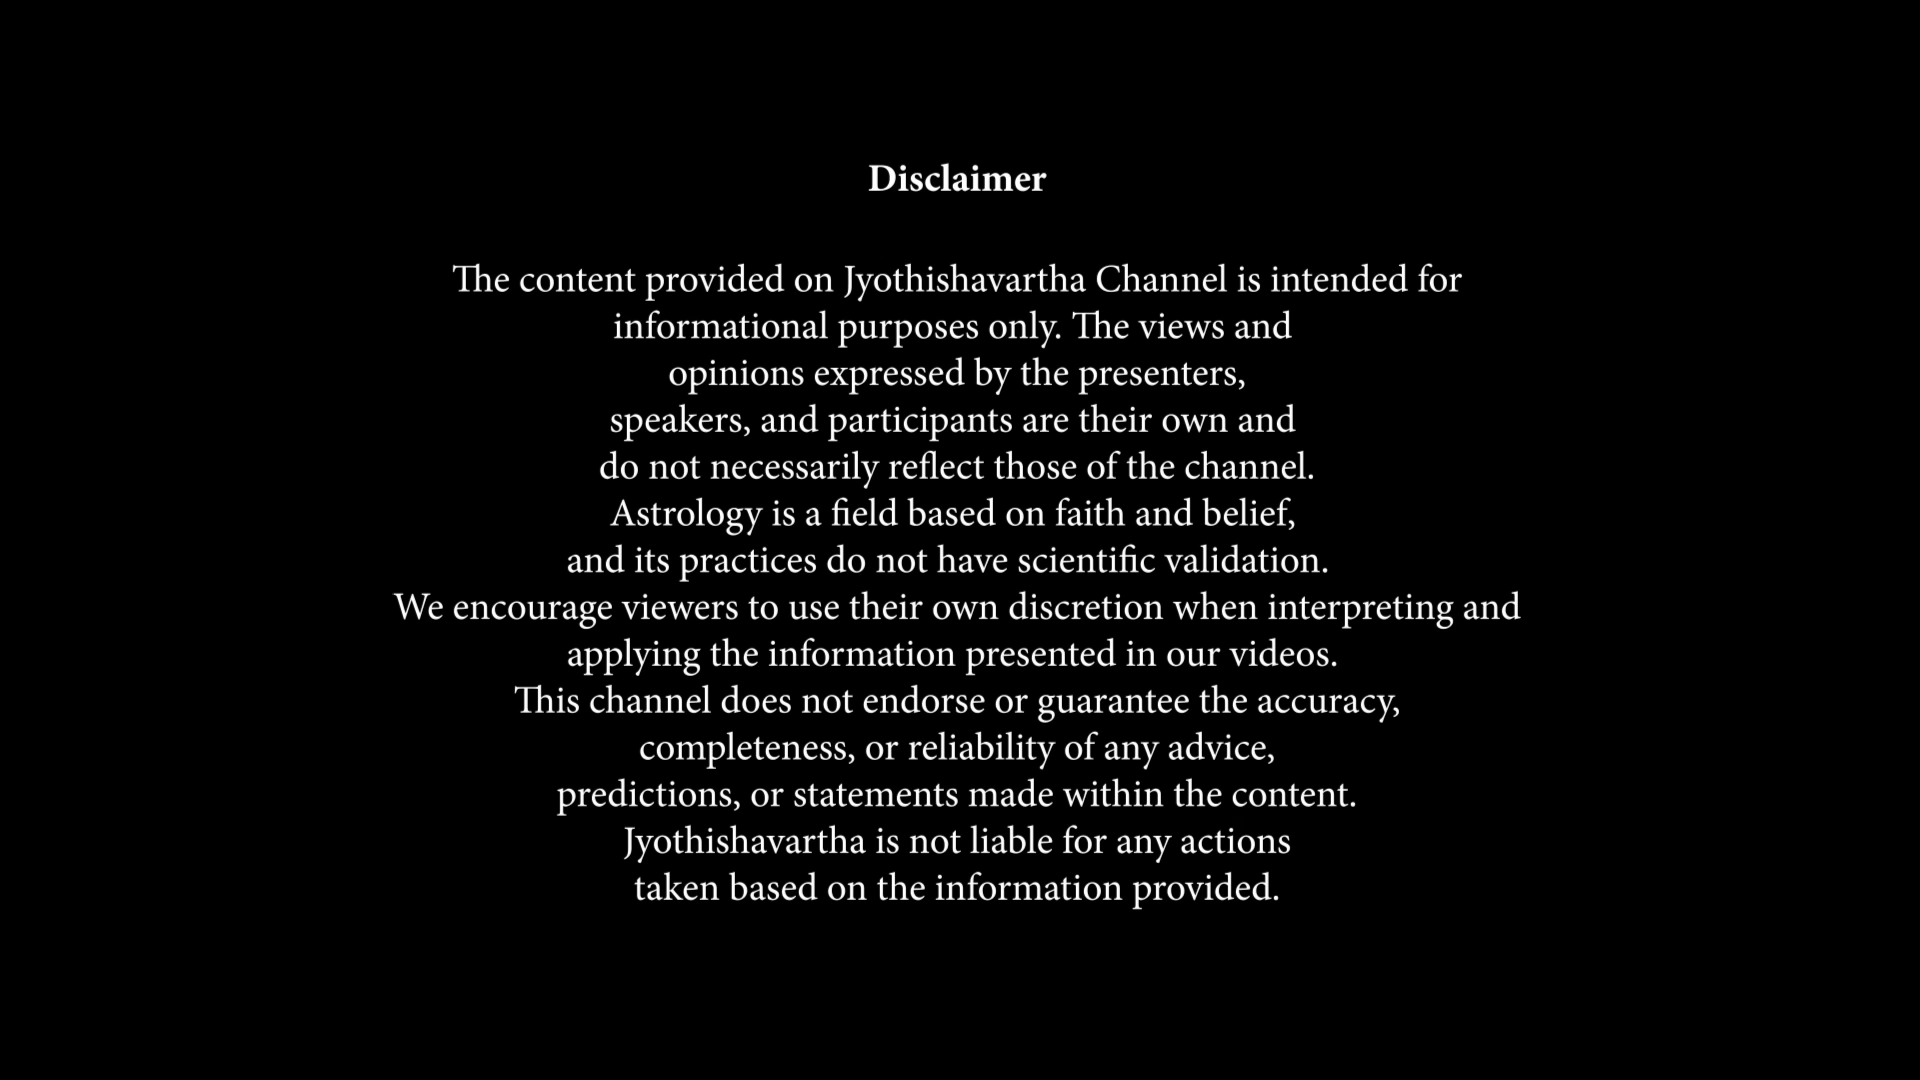 Disclaimer
The content provided on Jyothishavartha Channel is intended for
informational purposes only. The views and
opinions expressed by the presenters,
speakers, and participants are their own and
do not necessarily reflect those of the channel.
Astrology is a field based on faith and belief,
and its practices do not have scientific validation.
We encourage viewers to use their own discretion when interpreting and
applying the information presented in our videos.
This channel does not endorse or guarantee the accuracy,
completeness, or reliability of any advice,
predictions, or statements made within the content.
Jyothishavartha is not liable for any actions
taken based on the information provided.